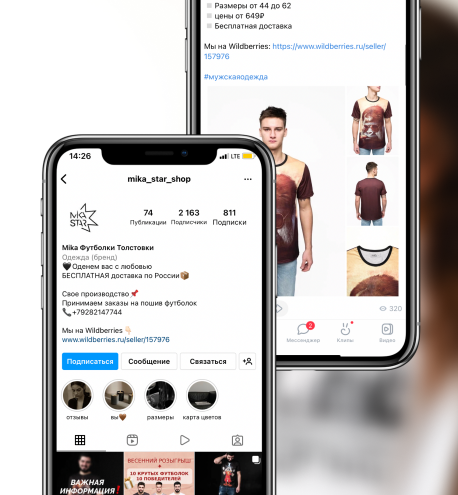 Размеры от 44 до 62
цены от 649₽
Бесплатная доставка
Мы на Wildberries: https://www.wildberries.ru/seller/
157976
#мужскаяодежда
320
2
Мессенджер
Клипы
Видео
14:26
LTE
mika_star_shop
MIKA
STAR
74
2 163
811
Публикации
Подписчики
Подписки
Mika Футболки Толстовки
Одежда (бренд)
🖤Оденем вас с любовью
БЕСПЛАТНАЯ доставка по России📦
Свое производство📌
Принимаем заказы на пошив футболок
📞+79282147744
Мы на Wildberries👇🏻
www.wildberries.ru/seller/157976
Подписаться
Сообщение
Связаться
отзывы
вы🤎
размеры
карта цветов
ВАЖНАЯ
ИНФОРМАЦИЯ❗
ВЕСЕННИЙ РОЗЫГРЫШ
10 КРУТЫХ ФУТБОЛОК
10 ПОБЕДИТЕЛЕЙ